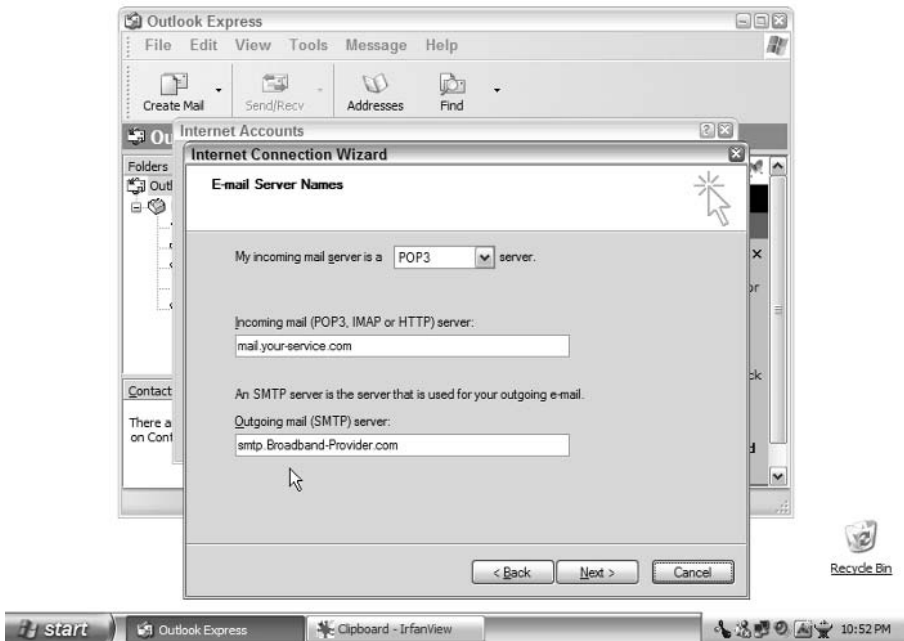 Outlook Express
File Edit View Tools Message Help
Create Mail Send/Recv Addresses Find
Internet Accounts
Internet Connection Wizard
Folders
E-mail Server Names
My incoming mail server is a POP3 server.
Incoming mail (POP3, IMAP or HTTP) server:
mail.your-service.com
An SMTP server is the server that is used for your outgoing e-mail.
Contact
Outgoing mail (SMTP) server:
There a
on Cont
smtp.Broadband-Provider.com
< Back Next > Cancel
Recycle Bin
start Outlook Express Clipboard - IrfanView 10:52 PM